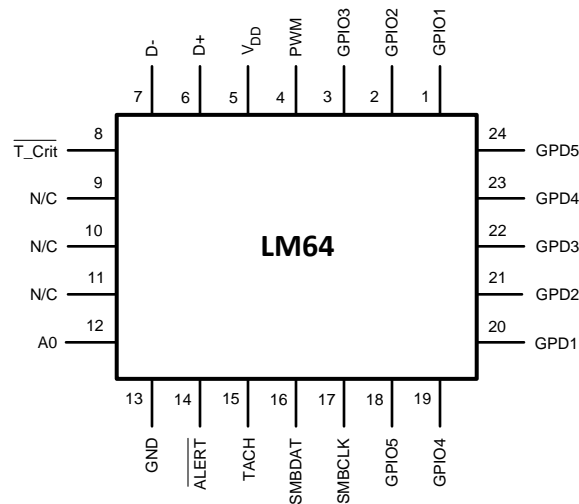 D-
D+
VDD
PWM
GPIO3
GPIO2
GPIO1
7
6
5
4
3
2
1
T_Crit
8
24
GPD5
N/C
9
23
GPD4
N/C
10
LM64
22
GPD3
N/C
11
21
GPD2
A0
12
20
GPD1
13
14
15
16
17
18
19
GND
ALERT
TACH
SMBDAT
SMBCLK
GPIO5
GPIO4